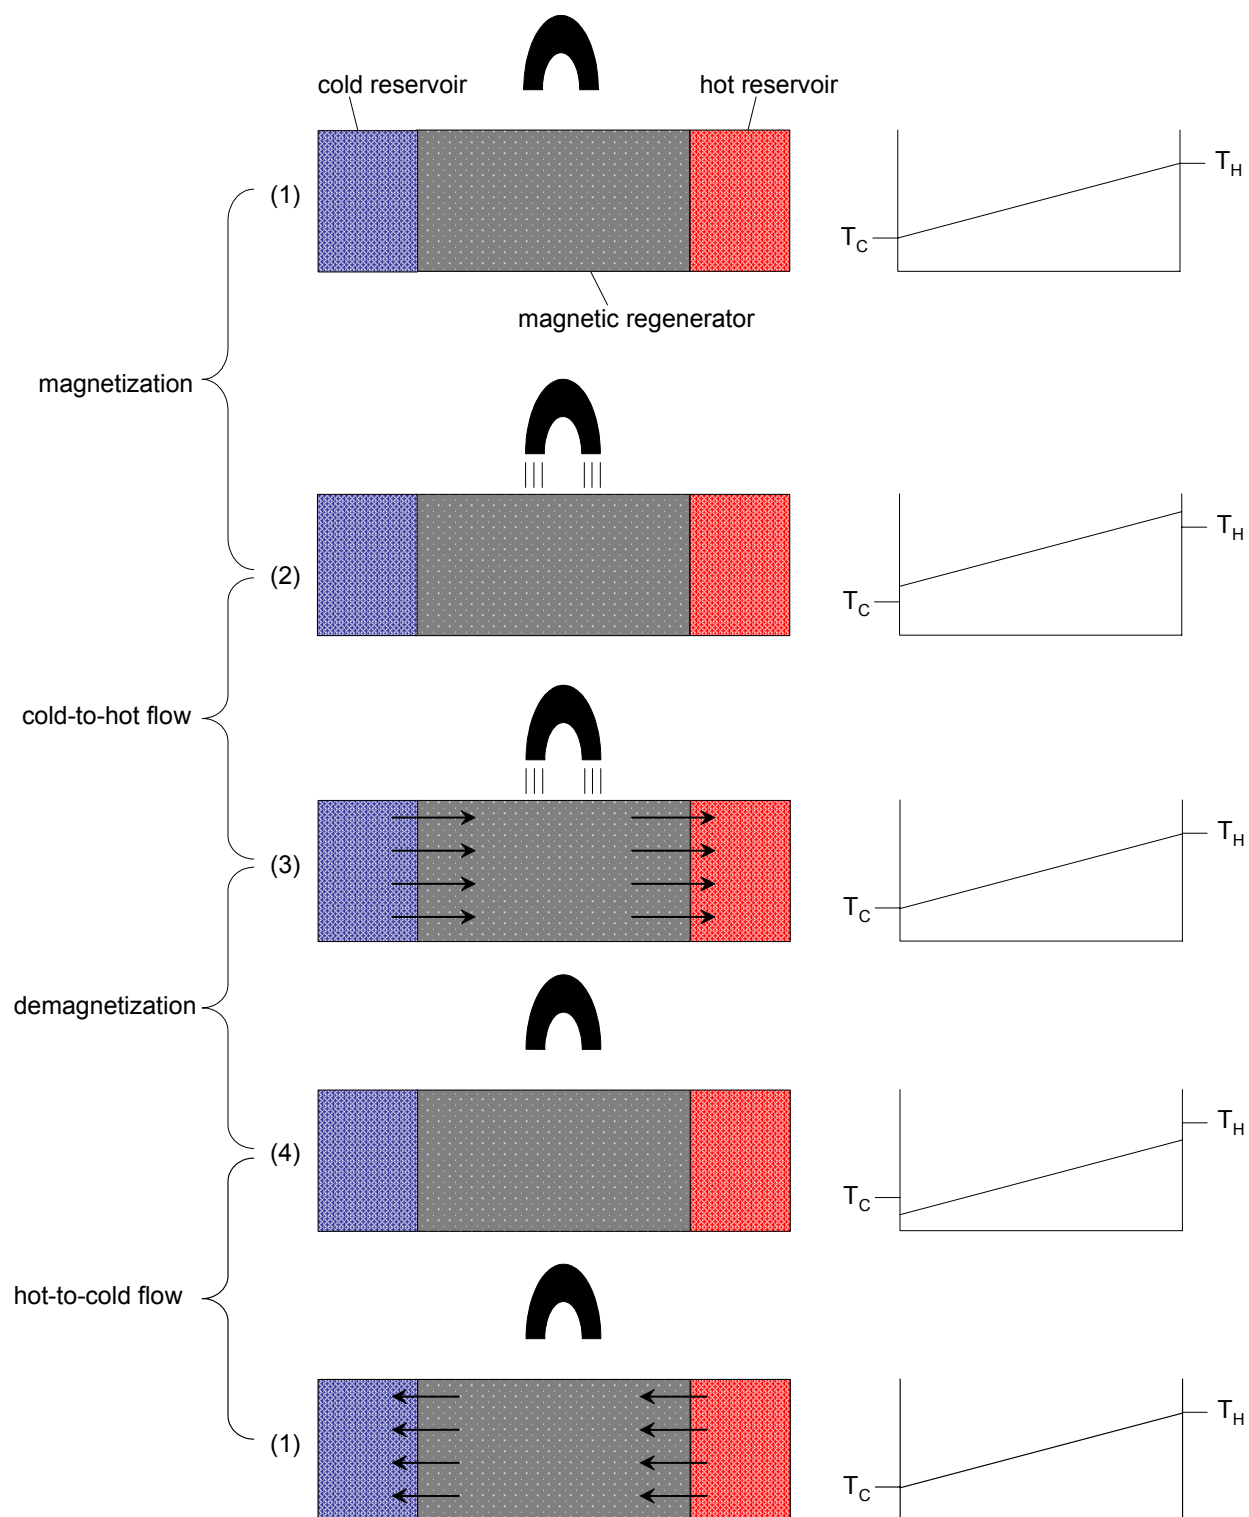 cold reservoir
hot reservoir
(1)
T_H
T_C
magnetic regenerator
magnetization
(2)
T_H
T_C
cold-to-hot flow
(3)
T_H
T_C
demagnetization
(4)
T_H
T_C
hot-to-cold flow
(1)
T_H
T_C